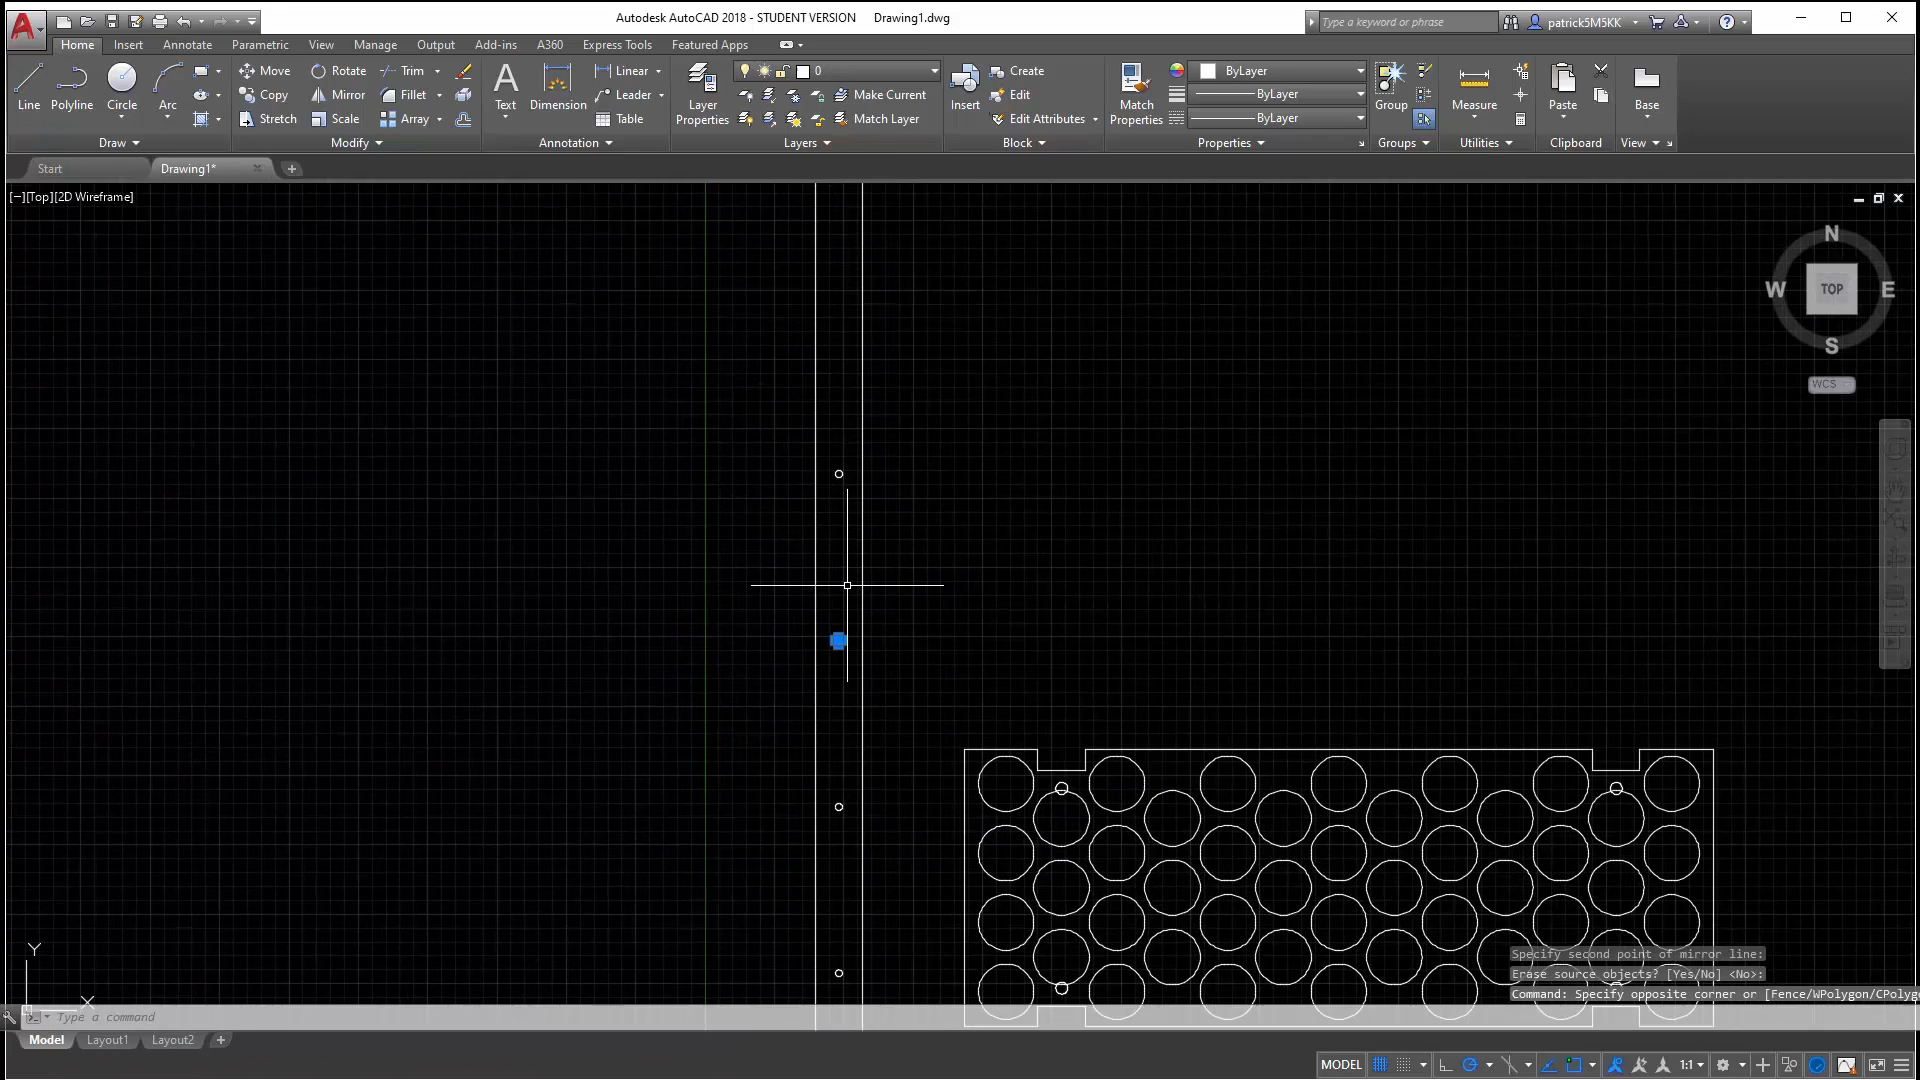 Autodesk AutoCAD 2018 - STUDENT VERSION Drawing1.dwg
Type a keyword or phrase
patrick5M5KK
Home Insert Annotate Parametric View Manage Output Add-ins A360 Express Tools Featured Apps
Line Polyline Circle Arc
Move Rotate Trim
Copy Mirror Fillet
Stretch Scale Array
Text Dimension
Linear
Leader
Table
Layer Properties
0
Make Current
Match Layer
Insert
Create
Edit
Edit Attributes
Match Properties
ByLayer
ByLayer
ByLayer
Group
Measure
Paste
Base
Draw Modify Annotation Layers Block Properties Groups Utilities Clipboard View
Start Drawing1*
[−][Top][2D Wireframe]
N
W TOP E
S
WCS
Y
X
Specify second point of mirror line:
Erase source objects? [Yes/No] <No>:
Command: Specify opposite corner or [Fence/WPolygon/CPolygo
Type a command
Model Layout1 Layout2 +
MODEL 1:1